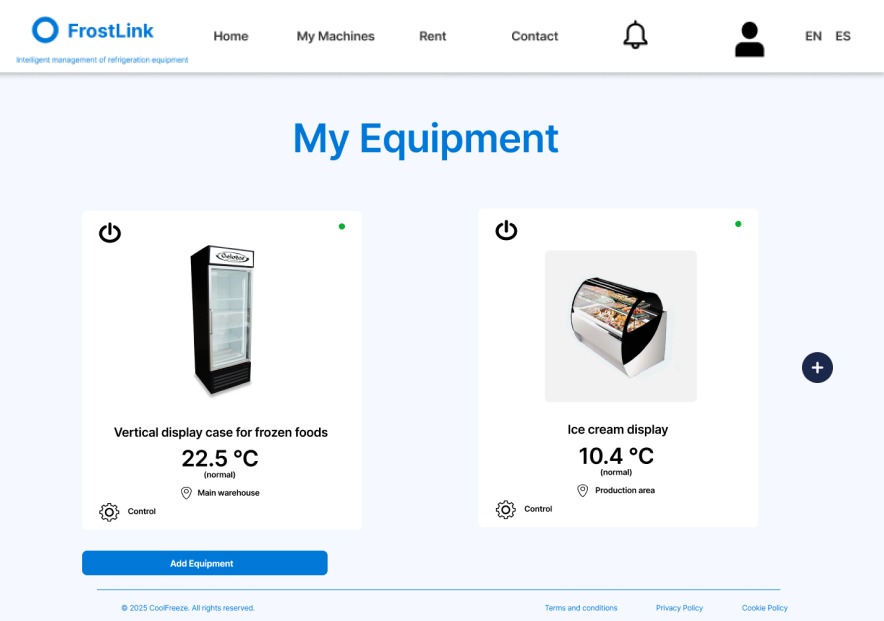 FrostLink
Intelligent management of refrigeration equipment
Home
My Machines
Rent
Contact
EN ES
My Equipment
Vertical display case for frozen foods
22.5 °C
(normal)
Main warehouse
Control
Ice cream display
10.4 °C
(normal)
Production area
Control
Add Equipment
© 2025 CoolFreeze. All rights reserved.
Terms and conditions
Privacy Policy
Cookie Policy